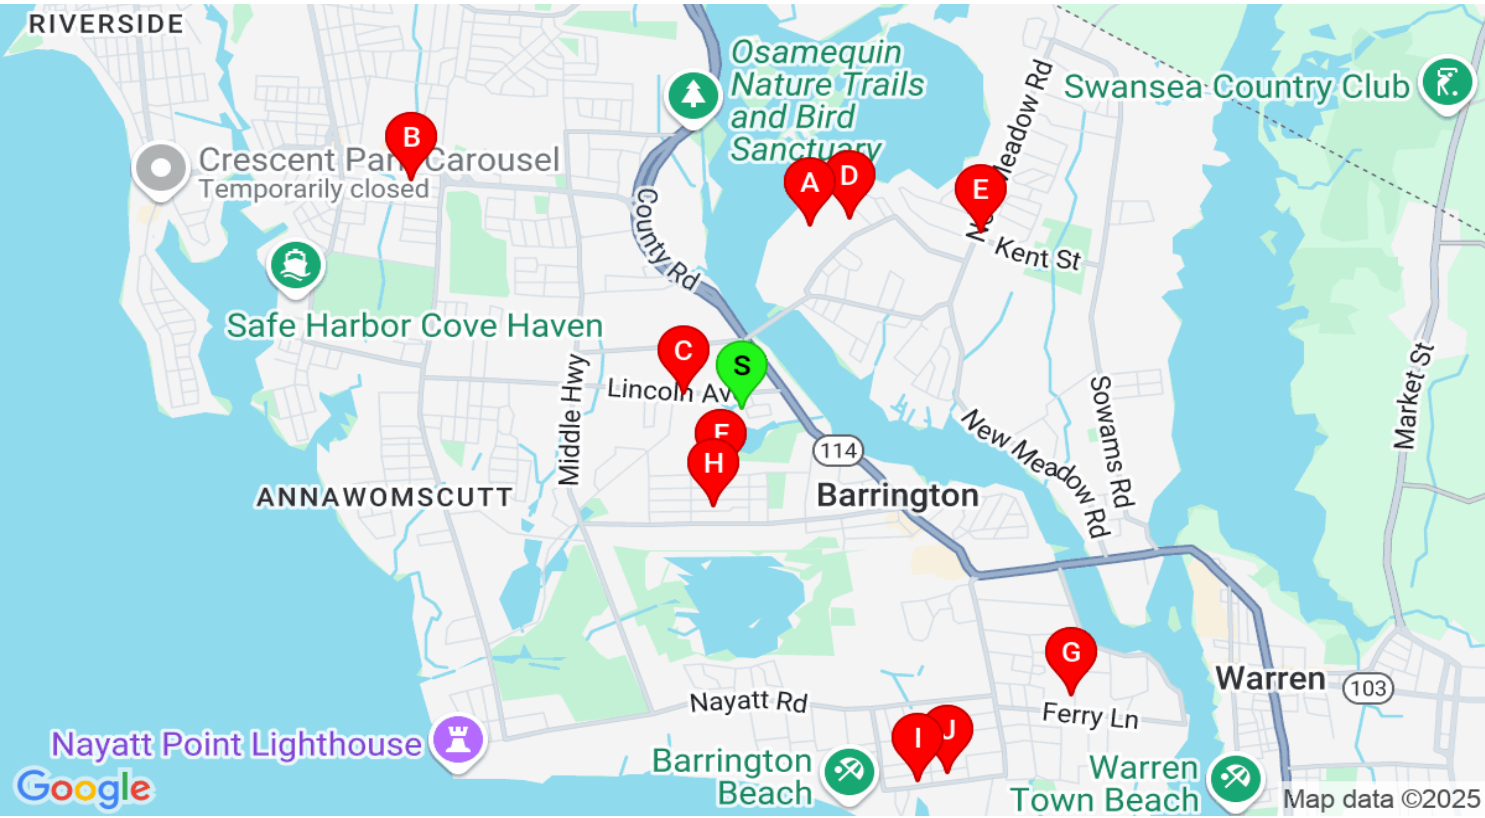 RIVERSIDE
Osamequin
Nature Trails
and Bird
Sanctuary
Swansea Country Club
Meadow Rd
B
Crescent Park Carousel
Temporarily closed
A
D
E
County Rd
Kent St
Safe Harbor Cove Haven
C
S
Lincoln Av
Middle Hwy
Market St
Sowams Rd
New Meadow Rd
F
H
114
ANNAWOMSCUTT
Barrington
G
Warren
103
Nayatt Rd
Ferry Ln
I
J
Nayatt Point Lighthouse
Barrington
Beach
Warren
Town Beach
Google
Map data ©2025